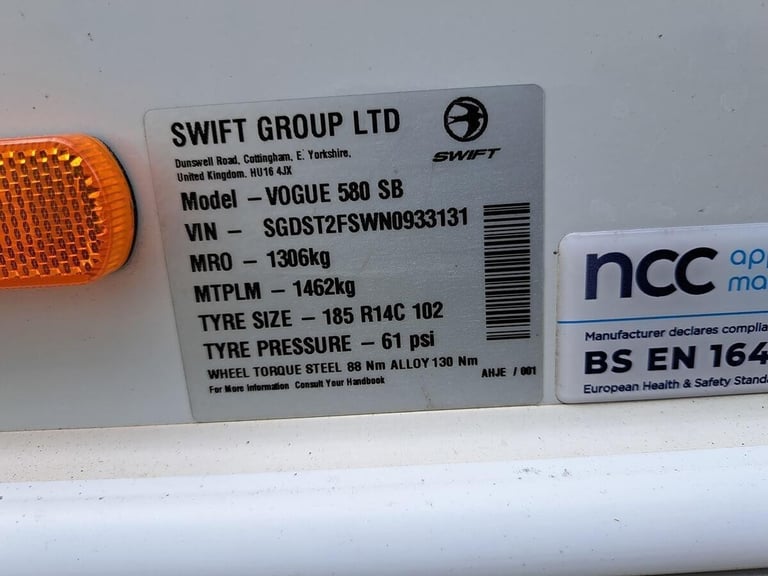 SWIFT GROUP LTD
SWIFT
Dunswell Road, Cottingham, E. Yorkshire,
United Kingdom. HU16 4JX
Model - VOGUE 580 SB
VIN - SGDST2FSWN0933131
MRO - 1306kg
MTPLM - 1462kg
TYRE SIZE - 185 R14C 102
TYRE PRESSURE - 61 psi
WHEEL TORQUE STEEL 88 Nm ALLOY 130 Nm
For More Information Consult Your Handbook
AHJE / 001
ncc
app
ma
Manufacturer declares complia
BS EN 164
European Health & Safety Standa